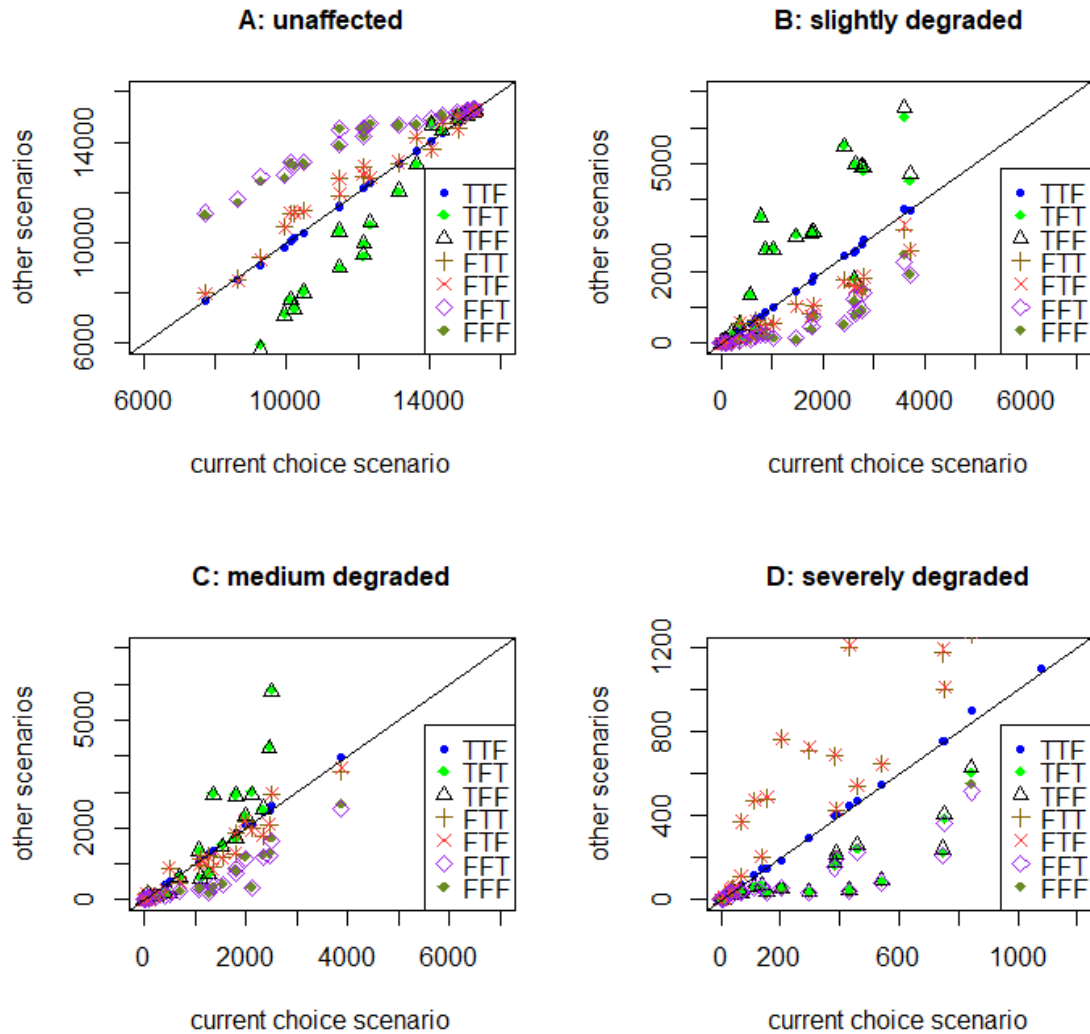 A: unaffected
other scenarios
6000 10000 14000
6000 10000 14000
current choice scenario
TTF
TFT
TFF
FTT
FTF
FFT
FFF
B: slightly degraded
other scenarios
0 2000 5000
0 2000 4000 6000
current choice scenario
TTF
TFT
TFF
FTT
FTF
FFT
FFF
C: medium degraded
other scenarios
0 2000 5000
0 2000 4000 6000
current choice scenario
TTF
TFT
TFF
FTT
FTF
FFT
FFF
D: severely degraded
other scenarios
0 400 800 1200
0 200 600 1000
current choice scenario
TTF
TFT
TFF
FTT
FTF
FFT
FFF